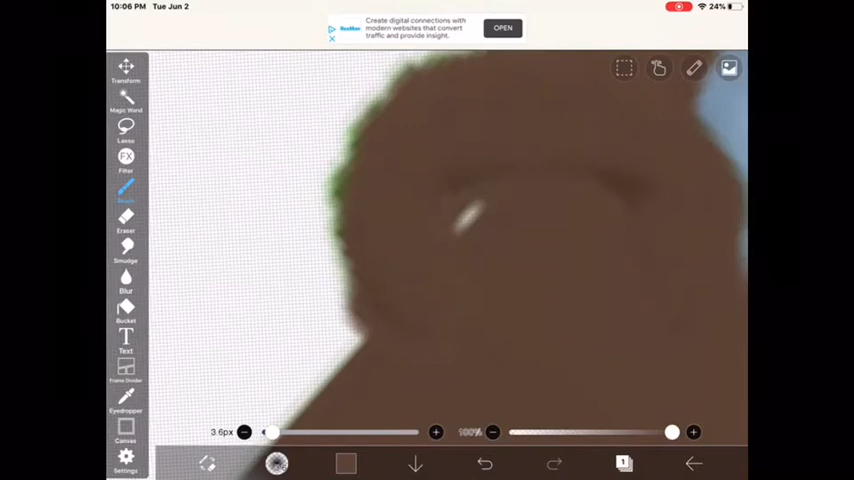 10:06 PM Tue Jun 2
24%
Create digital connections with
modern websites that convert
traffic and provide insight.
OPEN
Transform
Magic Wand
Lasso
FX
Filter
Brush
Eraser
Smudge
Blur
Bucket
T
Text
Frame Divider
Eyedropper
Canvas
Settings
3.6px
100%
1